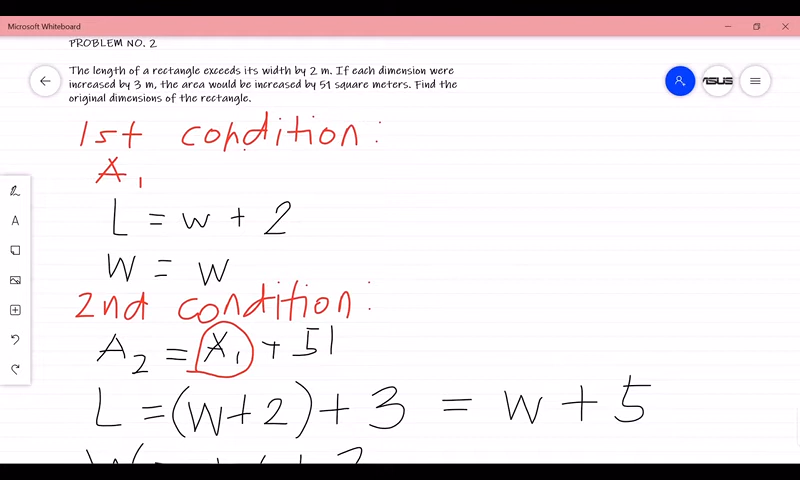 Microsoft Whiteboard
PROBLEM NO. 2
The length of a rectangle exceeds its width by 2 m. If each dimension were
increased by 3 m, the area would be increased by 51 square meters. Find the
original dimensions of the rectangle.
ASUS
1st condition:
A₁
L = w + 2
W = w
2nd condition:
A₂ = A₁ + 51
L = (w+2) + 3 = w + 5